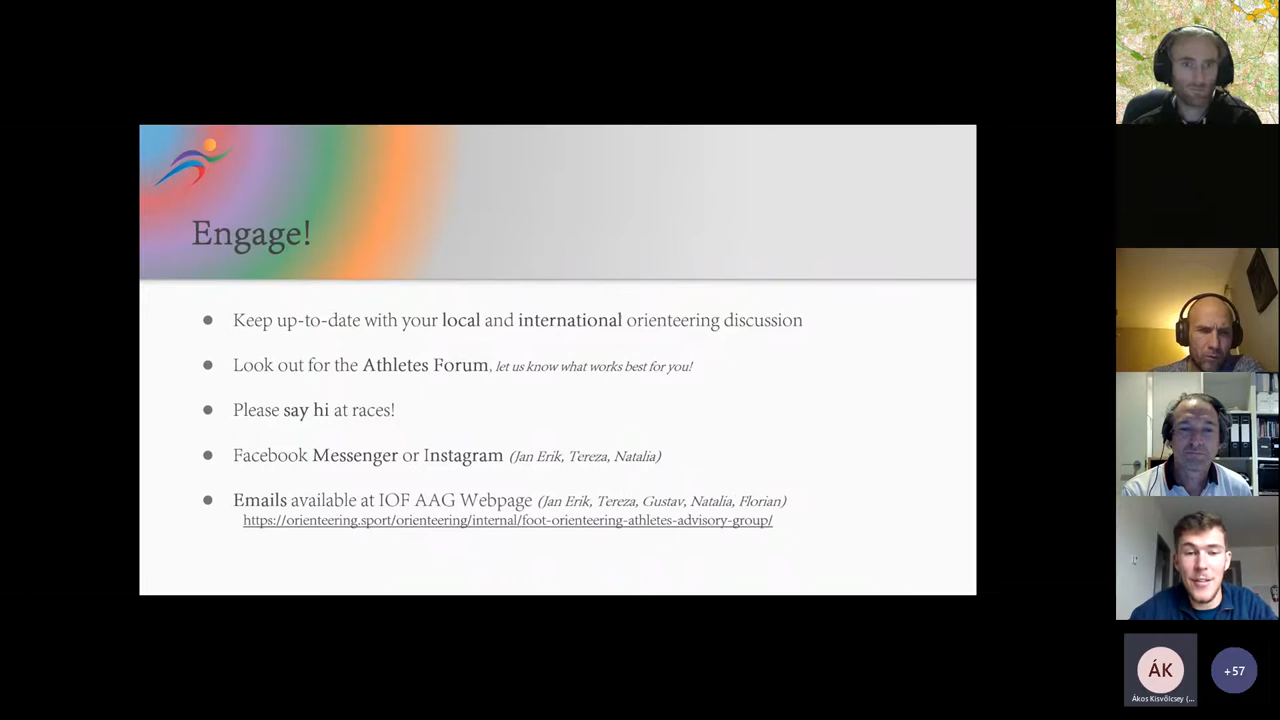 Engage!
Keep up-to-date with your local and international orienteering discussion
Look out for the Athletes Forum, let us know what works best for you!
Please say hi at races!
Facebook Messenger or Instagram (Jan Erik, Tereza, Natalia)
Emails available at IOF AAG Webpage (Jan Erik, Tereza, Gustav, Natalia, Florian)
https://orienteering.sport/orienteering/internal/foot-orienteering-athletes-advisory-group/
ÁK
+57
Ákos Kisvölcsey (...